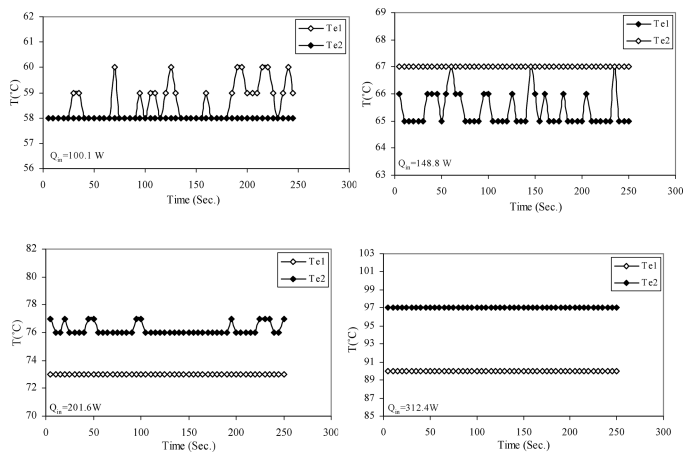 62
61
60
59
58
57
56
T(˚C)
Te1
Te2
Q_in=100.1 W
0 50 100 150 200 250 300
Time (Sec.)
69
68
67
66
65
64
63
T(˚C)
Te1
Te2
Q_in=148.8 W
0 50 100 150 200 250 300
Time (Sec.)
82
80
78
76
74
72
70
T(˚C)
Te1
Te2
Q_in=201.6W
0 50 100 150 200 250 300
Time (Sec.)
103
101
99
97
95
93
91
89
87
85
T(˚C)
Te1
Te2
Q_in=312.4W
0 50 100 150 200 250 300
Time (Sec.)